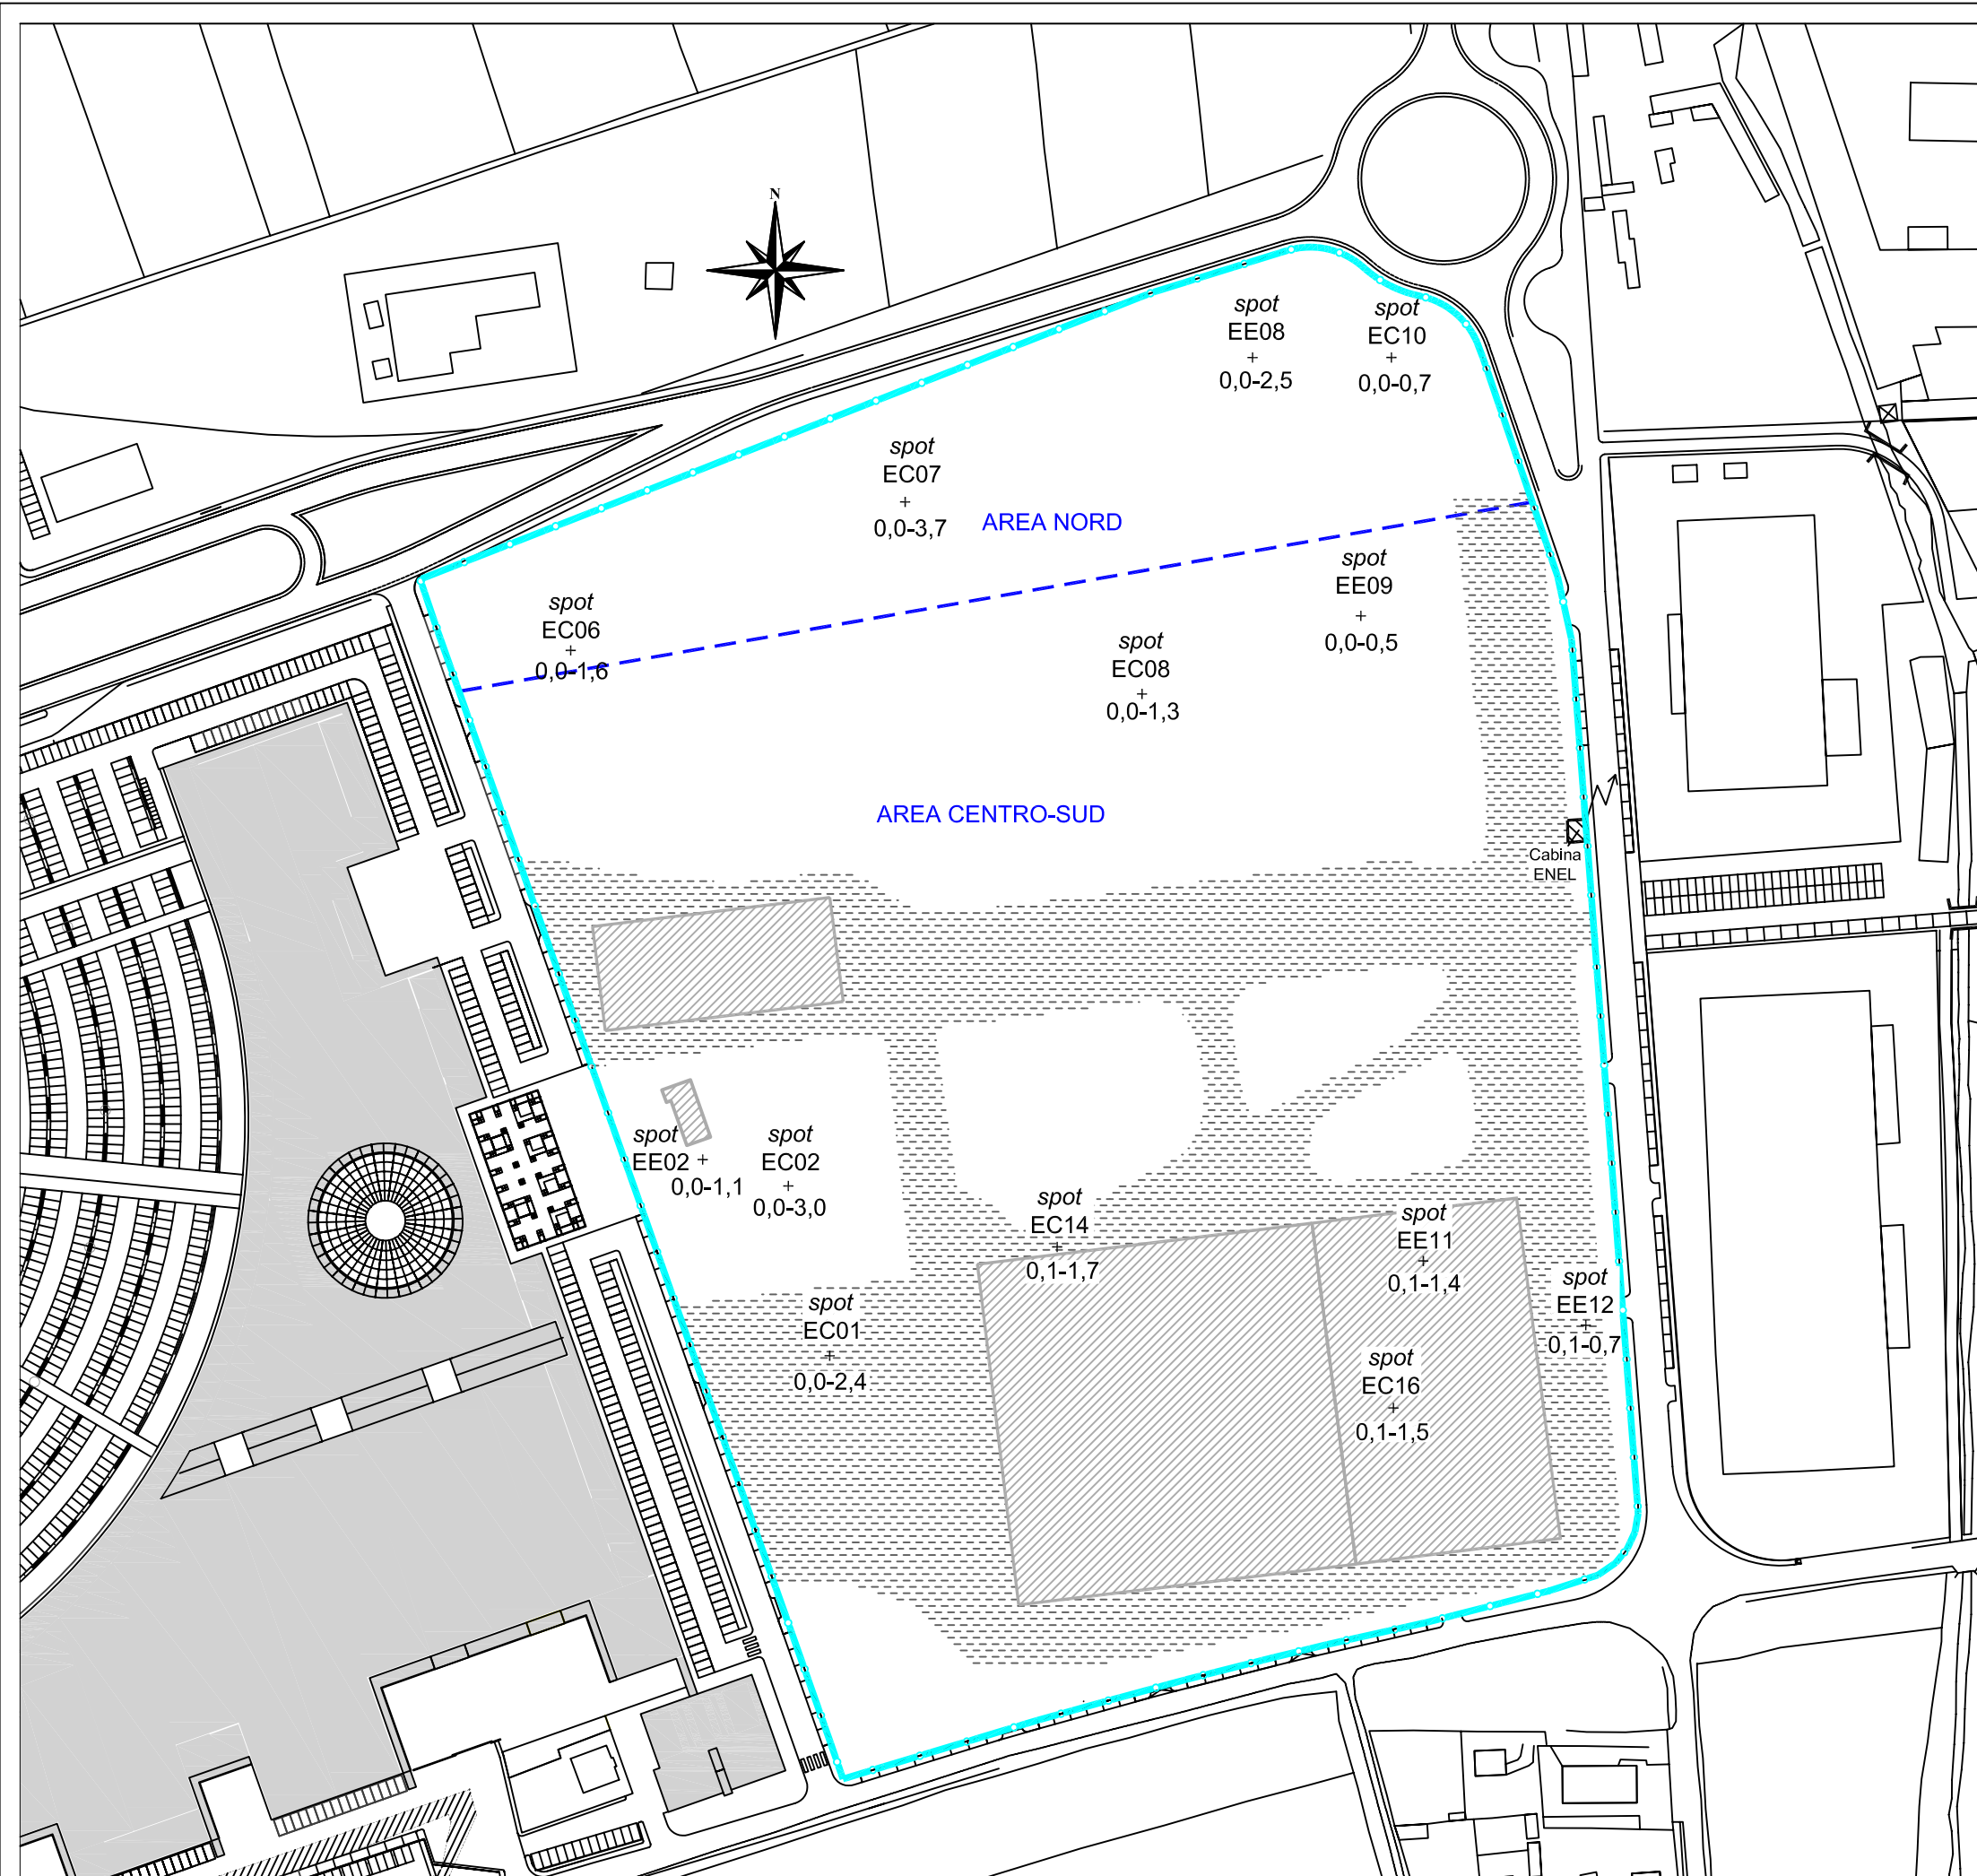 N
spot
EE08
+
0,0-2,5
spot
EC10
+
0,0-0,7
spot
EC07
+
0,0-3,7
AREA NORD
spot
EE09
+
0,0-0,5
spot
EC06
+
0,0-1,6
spot
EC08
+
0,0-1,3
AREA CENTRO-SUD
Cabina
ENEL
spot
EE02 +
0,0-1,1
spot
EC02
+
0,0-3,0
spot
EC14
+
0,1-1,7
spot
EE11
+
0,1-1,4
spot
EE12
+
0,1-0,7
spot
EC01
+
0,0-2,4
spot
EC16
+
0,1-1,5